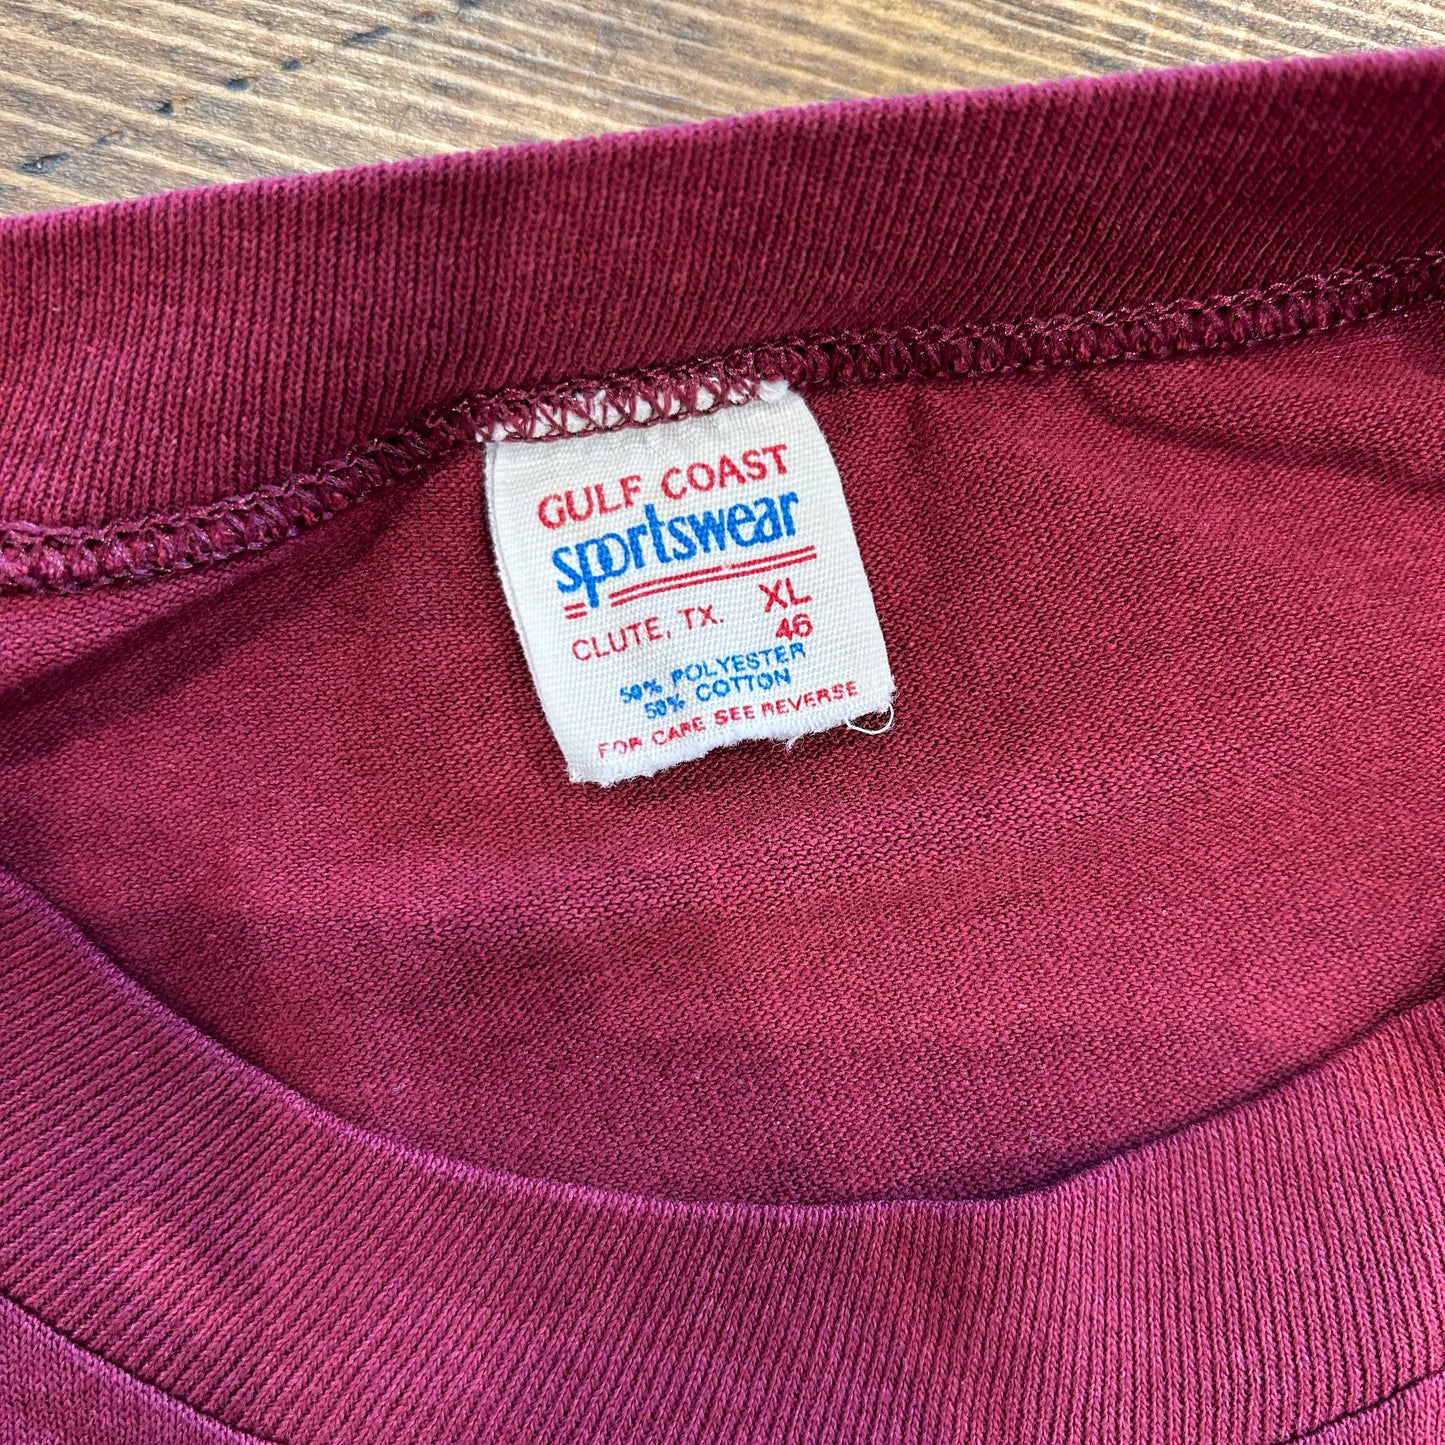 GULF COAST
sportswear
CLUTE, TX. XL
46
50% POLYESTER
50% COTTON
FOR CARE SEE REVERSE